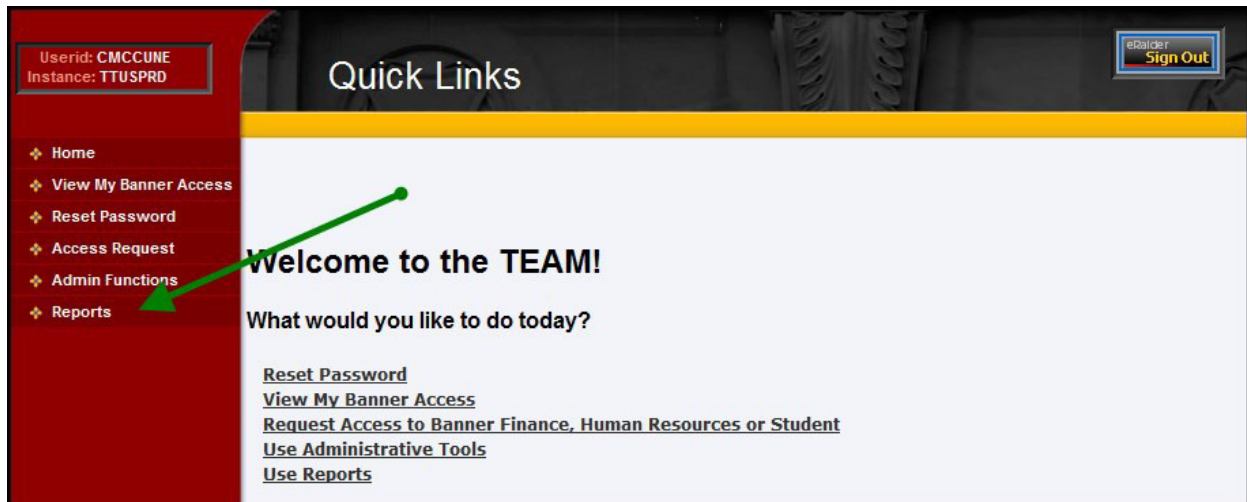 Userid: CMCCUNE
Instance: TTUSPRD
Quick Links
eRaider
Sign Out
Home
View My Banner Access
Reset Password
Access Request
Admin Functions
Reports
Welcome to the TEAM!
What would you like to do today?
Reset Password
View My Banner Access
Request Access to Banner Finance, Human Resources or Student
Use Administrative Tools
Use Reports